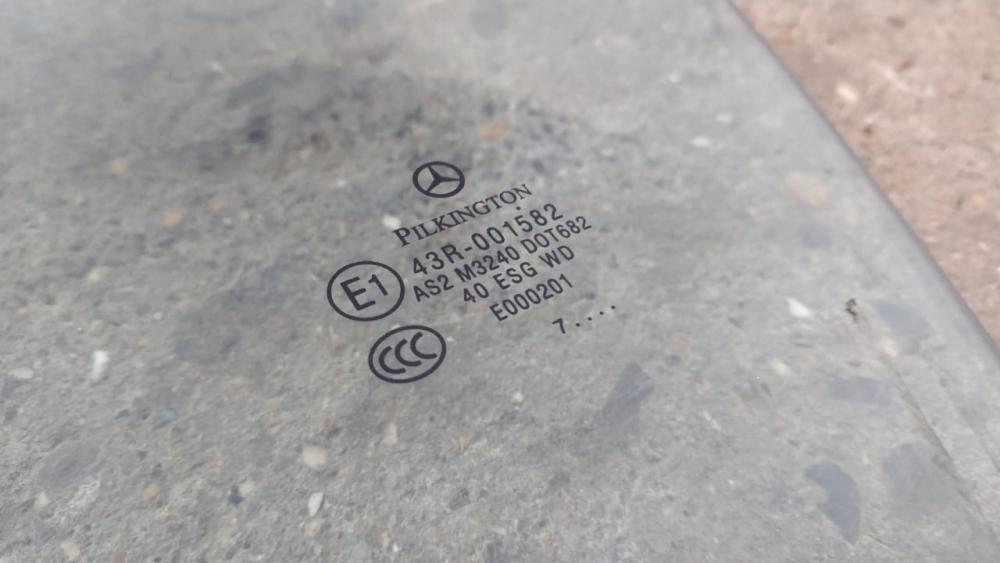 PILKINGTON
43R-001582
AS2 M3240 DOT682
40 ESG WD
E000201
7....
E1
CCC